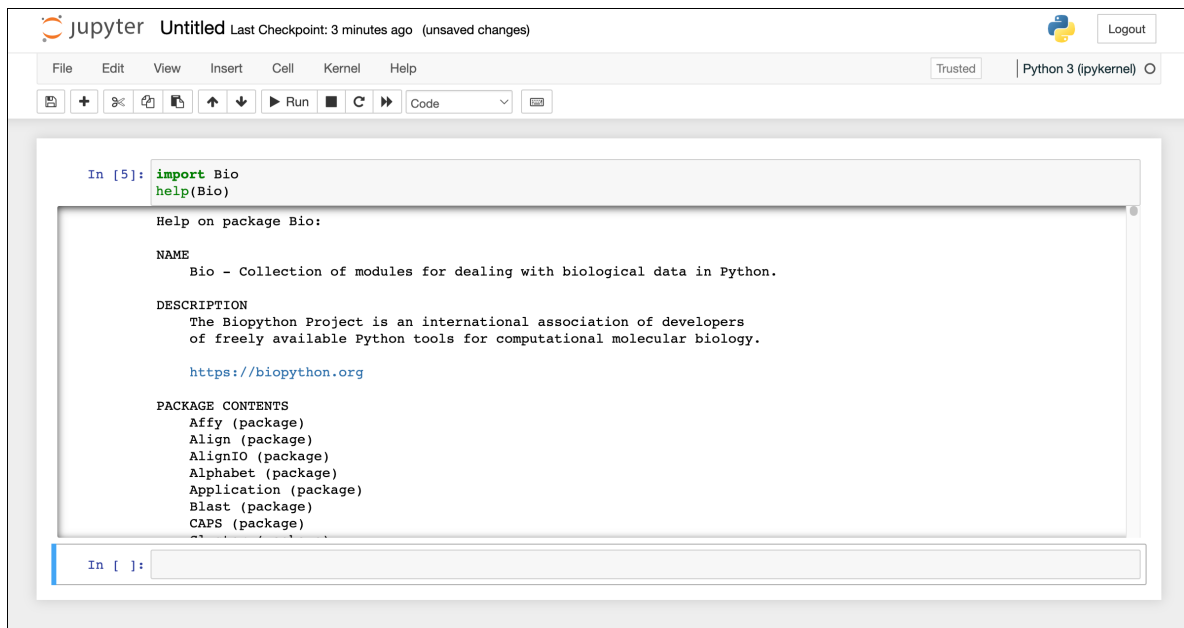 jupyter Untitled Last Checkpoint: 3 minutes ago (unsaved changes) Logout
File Edit View Insert Cell Kernel Help Trusted Python 3 (ipykernel)
Run Code
In [5]: import Bio
help(Bio)
Help on package Bio:
NAME
Bio - Collection of modules for dealing with biological data in Python.
DESCRIPTION
The Biopython Project is an international association of developers
of freely available Python tools for computational molecular biology.
https://biopython.org
PACKAGE CONTENTS
Affy (package)
Align (package)
AlignIO (package)
Alphabet (package)
Application (package)
Blast (package)
CAPS (package)
In [ ]: